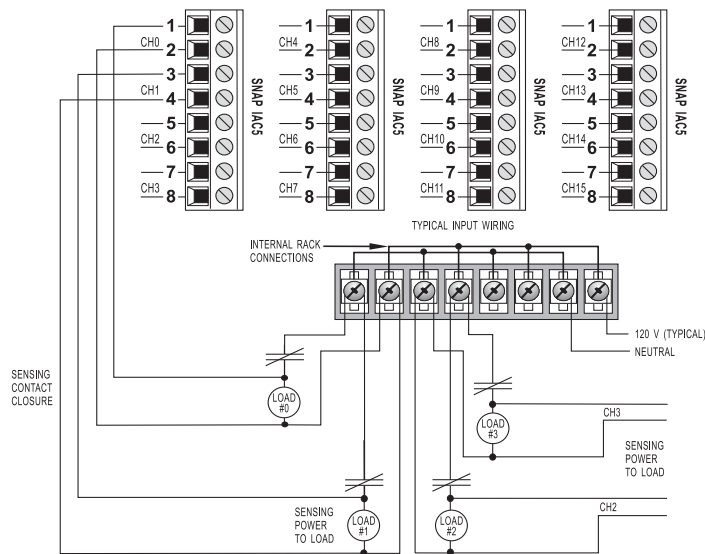 1
CH0 2
3
CH1 4
5
CH2 6
7
CH3 8
SNAP IAC5
1
CH4 2
3
CH5 4
5
CH6 6
7
CH7 8
SNAP IAC5
1
CH8 2
3
CH9 4
5
CH10 6
7
CH11 8
SNAP IAC5
1
CH12 2
3
CH13 4
5
CH14 6
7
CH15 8
SNAP IAC5
TYPICAL INPUT WIRING
INTERNAL RACK
CONNECTIONS
120 V (TYPICAL)
NEUTRAL
SENSING
CONTACT
CLOSURE
LOAD
#0
LOAD
#3
CH3
SENSING
POWER
TO LOAD
SENSING
POWER
TO LOAD
LOAD
#1
LOAD
#2
CH2